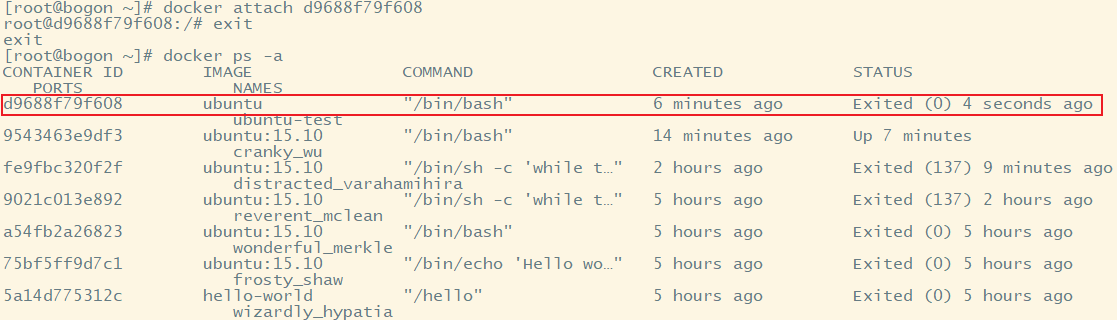 [root@bogon ~]# docker attach d9688f79f608
root@d9688f79f608:/# exit
exit
[root@bogon ~]# docker ps -a
CONTAINER ID        IMAGE               COMMAND                  CREATED             STATUS
   PORTS               NAMES
d9688f79f608        ubuntu              "/bin/bash"              6 minutes ago       Exited (0) 4 seconds ago
                       ubuntu-test
9543463e9df3        ubuntu:15.10        "/bin/bash"              14 minutes ago      Up 7 minutes
                       cranky_wu
fe9fbc320f2f        ubuntu:15.10        "/bin/sh -c 'while t…"   2 hours ago         Exited (137) 9 minutes ago
                       distracted_varahamihira
9021c013e892        ubuntu:15.10        "/bin/sh -c 'while t…"   5 hours ago         Exited (137) 2 hours ago
                       reverent_mclean
a54fb2a26823        ubuntu:15.10        "/bin/bash"              5 hours ago         Exited (0) 5 hours ago
                       wonderful_merkle
75bf5ff9d7c1        ubuntu:15.10        "/bin/echo 'Hello wo…"   5 hours ago         Exited (0) 5 hours ago
                       frosty_shaw
5a14d775312c        hello-world         "/hello"                 5 hours ago         Exited (0) 5 hours ago
                       wizardly_hypatia